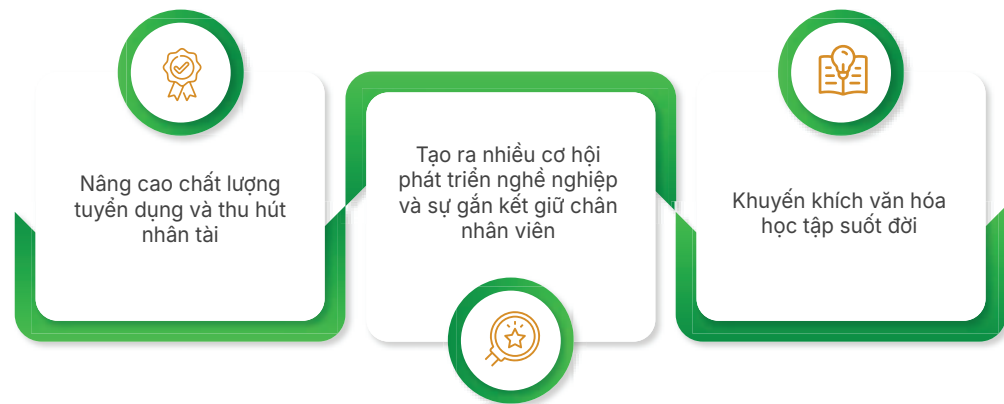 Nâng cao chất lượng
tuyển dụng và thu hút
nhân tài
Tạo ra nhiều cơ hội
phát triển nghề nghiệp
và sự gắn kết giữ chân
nhân viên
Khuyến khích văn hóa
học tập suốt đời